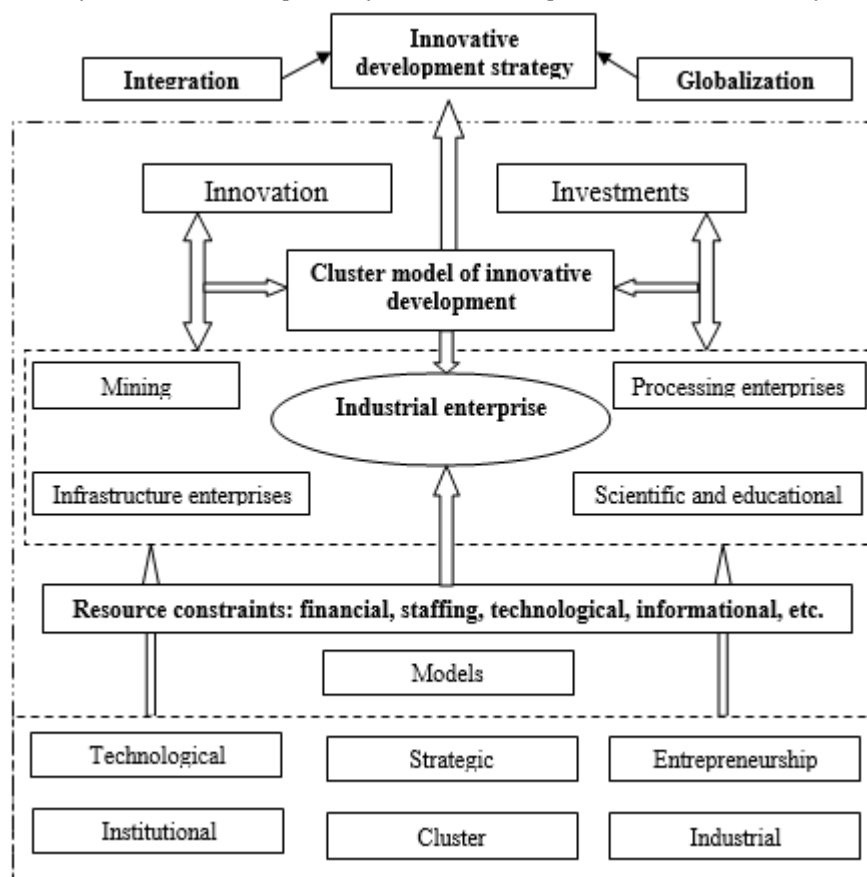 Innovative
development strategy
Integration
Globalization
Innovation
Investments
Cluster model of innovative
development
Mining
Processing enterprises
Industrial enterprise
Infrastructure enterprises
Scientific and educational
Resource constraints: financial, staffing, technological, informational, etc.
Models
Technological
Strategic
Entrepreneurship
Institutional
Cluster
Industrial